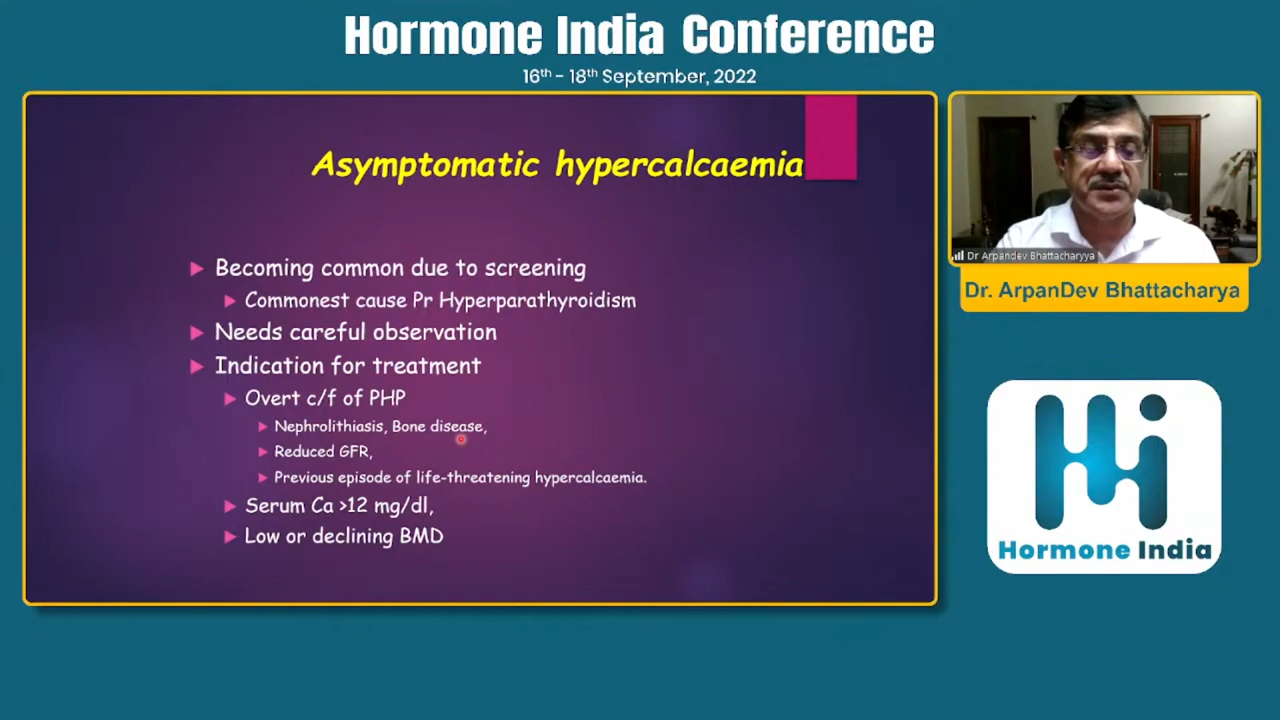 Hormone India Conference
16th - 18th September, 2022
Asymptomatic hypercalcaemia
Becoming common due to screening
Commonest cause Pr Hyperparathyroidism
Needs careful observation
Indication for treatment
Overt c/f of PHP
Nephrolithiasis, Bone disease,
Reduced GFR,
Previous episode of life-threatening hypercalcaemia.
Serum Ca >12 mg/dl,
Low or declining BMD
Dr Arpandev Bhattacharyya
Dr. ArpanDev Bhattacharya
Hormone India